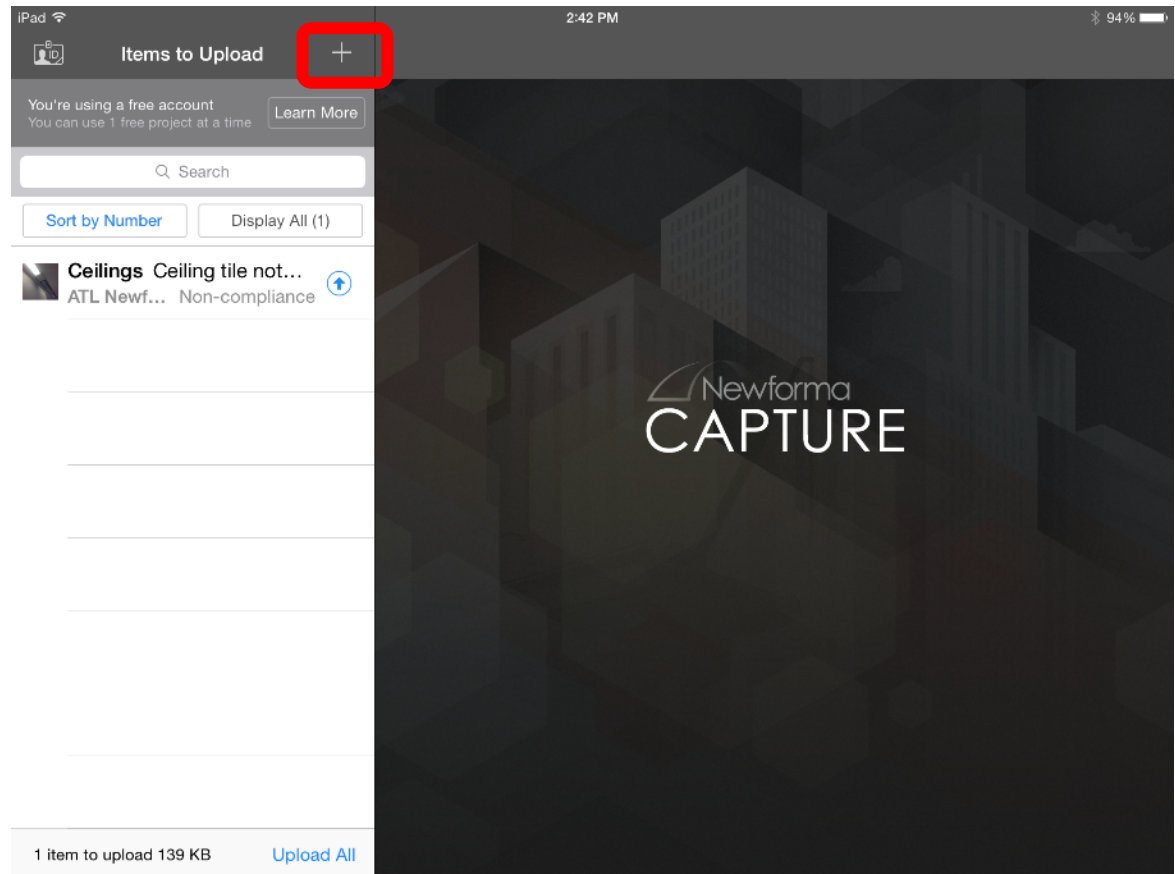 iPad 2:42 PM 94%
ID Items to Upload +
You're using a free account
You can use 1 free project at a time
Learn More
Search
Sort by Number Display All (1)
Ceilings Ceiling tile not...
ATL Newf... Non-compliance
Newforma
CAPTURE
1 item to upload 139 KB Upload All